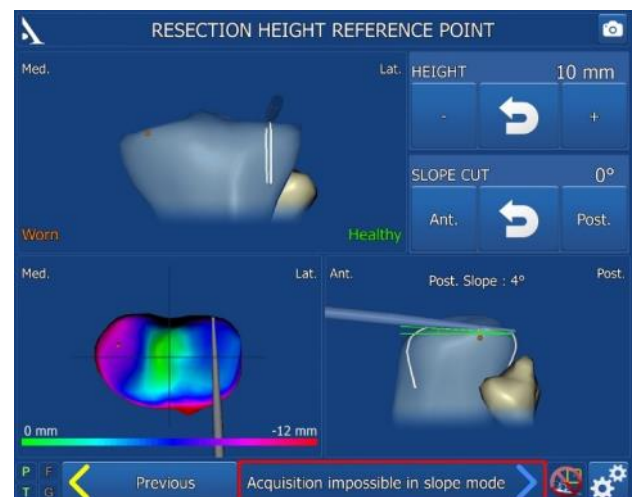 RESECTION HEIGHT REFERENCE POINT
Med.
Lat.
HEIGHT
10 mm
-
+
SLOPE CUT
0°
Ant.
Post.
Worn
Healthy
Med.
Lat.
Ant.
Post. Slope : 4°
Post.
0 mm
-12 mm
P F
T G
Previous
Acquisition impossible in slope mode